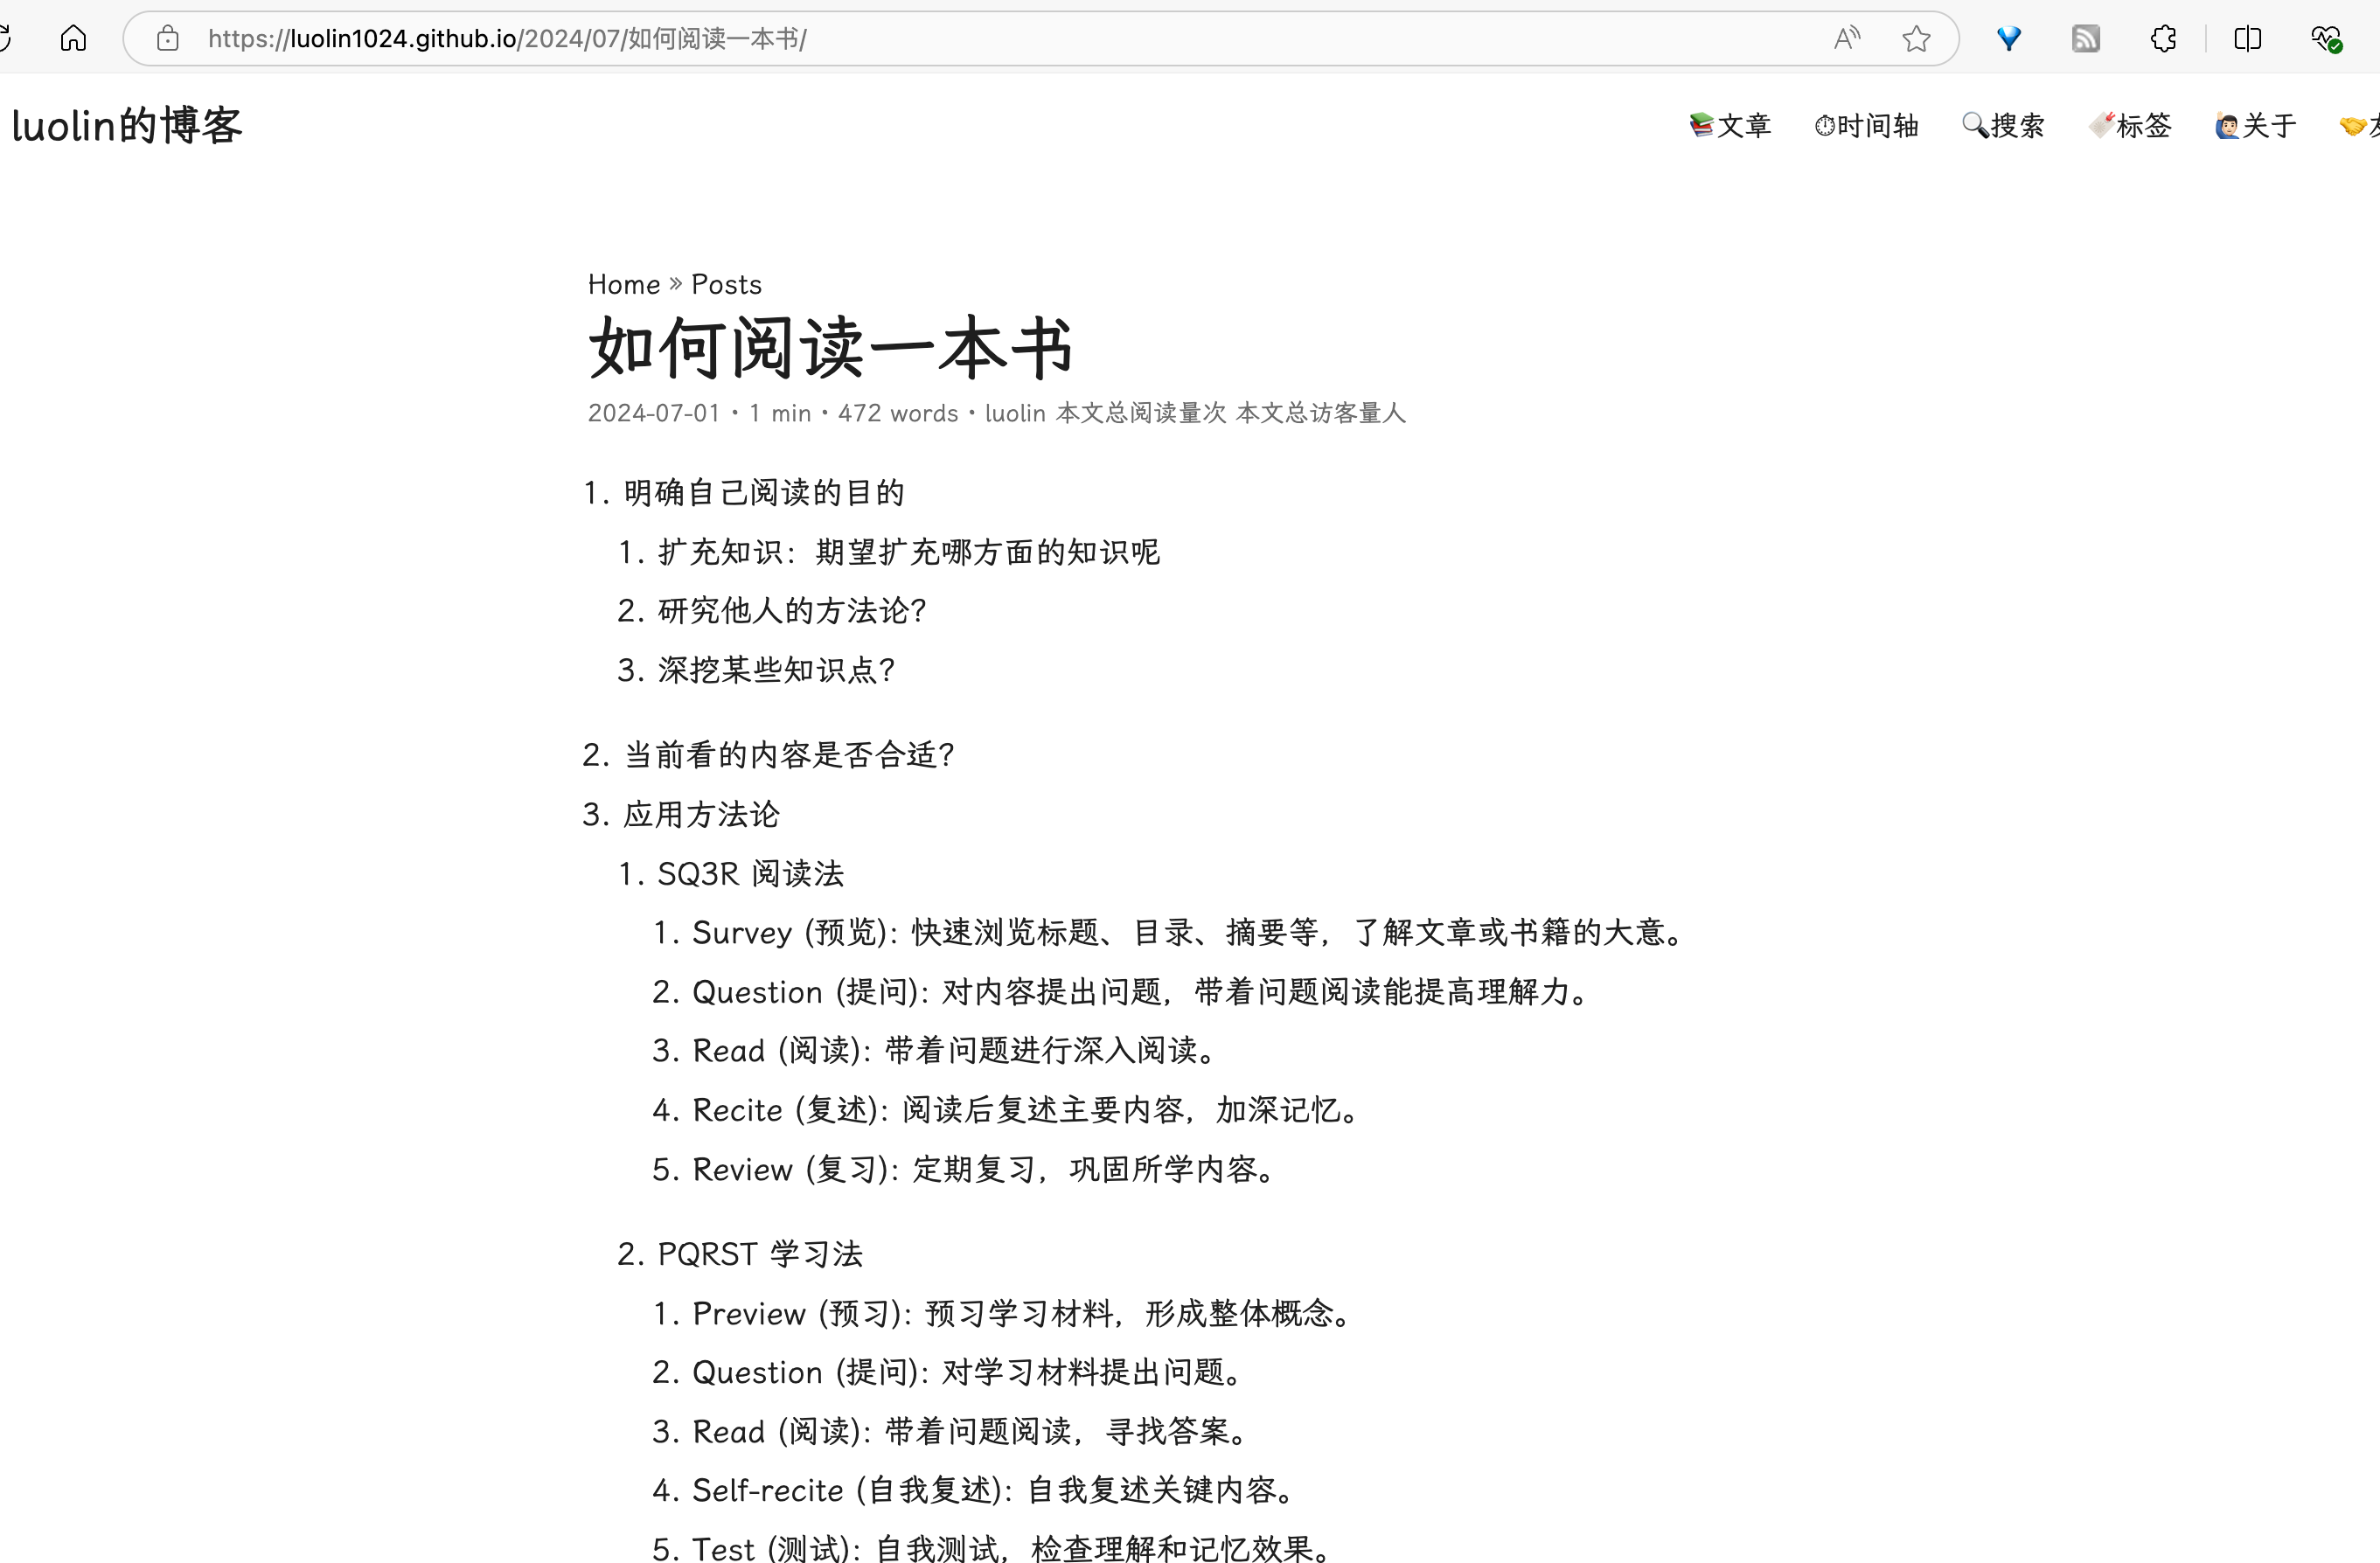 https://luolin1024.github.io/2024/07/如何阅读一本书/
luolin的博客
📚文章 ⏱时间轴 🔍搜索 🏷️标签 🙋🏻‍♂️关于 🤝
Home » Posts
如何阅读一本书
2024-07-01 · 1 min · 472 words · luolin 本文总阅读量次 本文总访客量人
1. 明确自己阅读的目的
1. 扩充知识：期望扩充哪方面的知识呢
2. 研究他人的方法论？
3. 深挖某些知识点？
2. 当前看的内容是否合适？
3. 应用方法论
1. SQ3R 阅读法
1. Survey (预览): 快速浏览标题、目录、摘要等，了解文章或书籍的大意。
2. Question (提问): 对内容提出问题，带着问题阅读能提高理解力。
3. Read (阅读): 带着问题进行深入阅读。
4. Recite (复述): 阅读后复述主要内容，加深记忆。
5. Review (复习): 定期复习，巩固所学内容。
2. PQRST 学习法
1. Preview (预习): 预习学习材料，形成整体概念。
2. Question (提问): 对学习材料提出问题。
3. Read (阅读): 带着问题阅读，寻找答案。
4. Self-recite (自我复述): 自我复述关键内容。
5. Test (测试): 自我测试，检查理解和记忆效果。